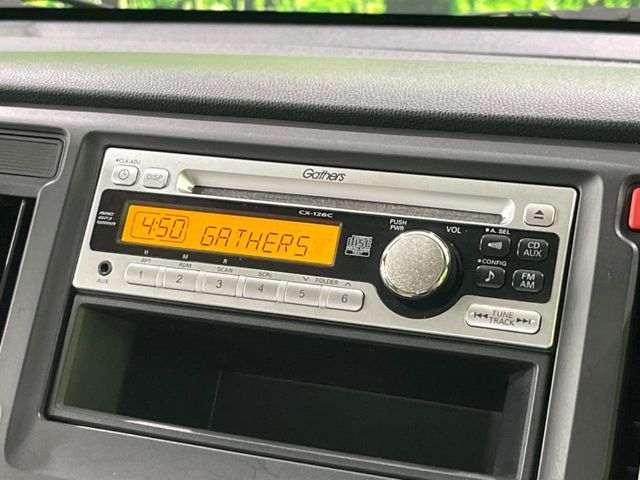 Gathers
CLK ADJ
DISP
CX-128C
PUSH
PWR
VOL
A. SEL
CD
AUX
4:50 GATHERS
CONFIG
FM
AM
H M R
RPT RDM SCAN SCRL FOLDER
1 2 3 4 5 6
AUX
TUNE
TRACK